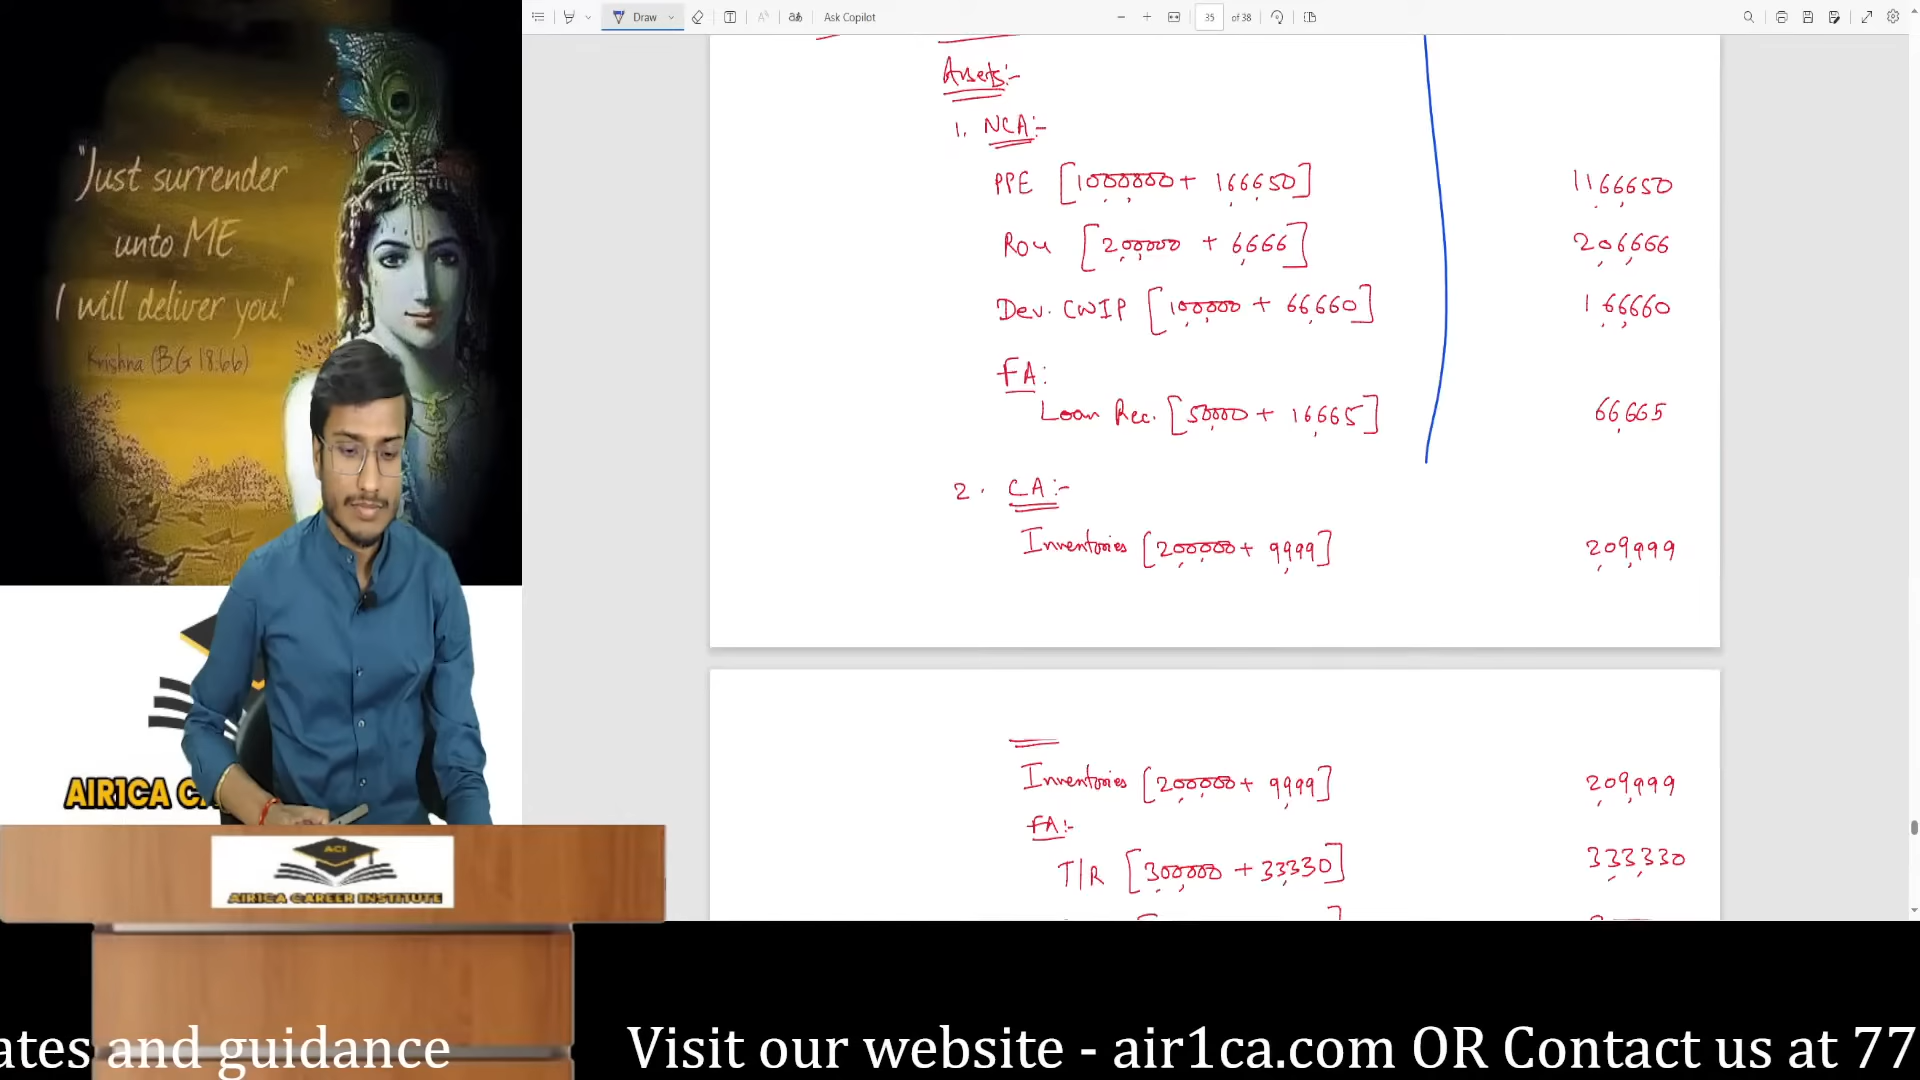 Draw
Ask Copilot
35 of 38
"Just surrender
unto ME
I will deliver you!"
Krishna (B.G 18.66)
Assets:-
1. NCA:-
PPE [1000000 + 166650] 1166650
Rou [200000 + 6666] 206666
Dev. CWIP [100000 + 66660] 166660
FA:
Loan Rec. [50000 + 16665] 66665
2. CA:-
Inventories [200000 + 9999] 209999
Inventories [200000 + 9999] 209999
FA:-
T/R [300000 + 33330] 333330
AIR1CA CA
ACI
AIR1CA CAREER INSTITUTE
ates and guidance Visit our website - air1ca.com OR Contact us at 77